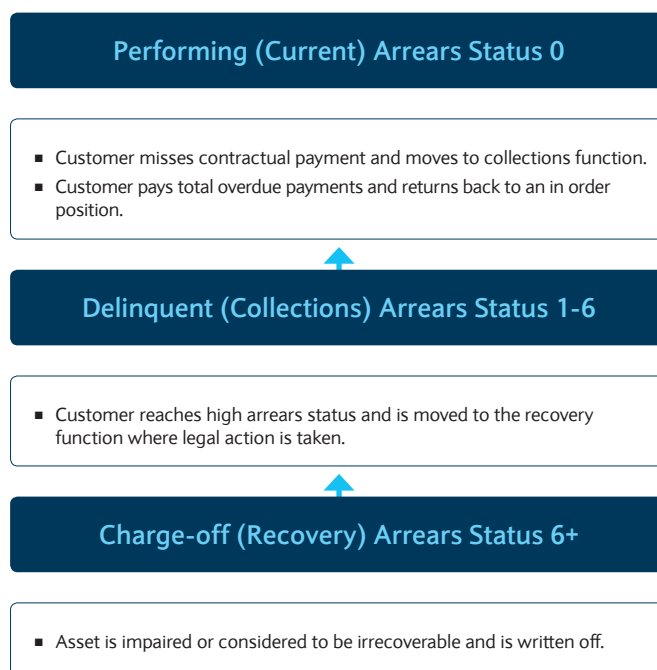 Performing (Current) Arrears Status 0
▪ Customer misses contractual payment and moves to collections function.
▪ Customer pays total overdue payments and returns back to an in order
position.
Delinquent (Collections) Arrears Status 1-6
▪ Customer reaches high arrears status and is moved to the recovery
function where legal action is taken.
Charge-off (Recovery) Arrears Status 6+
▪ Asset is impaired or considered to be irrecoverable and is written off.